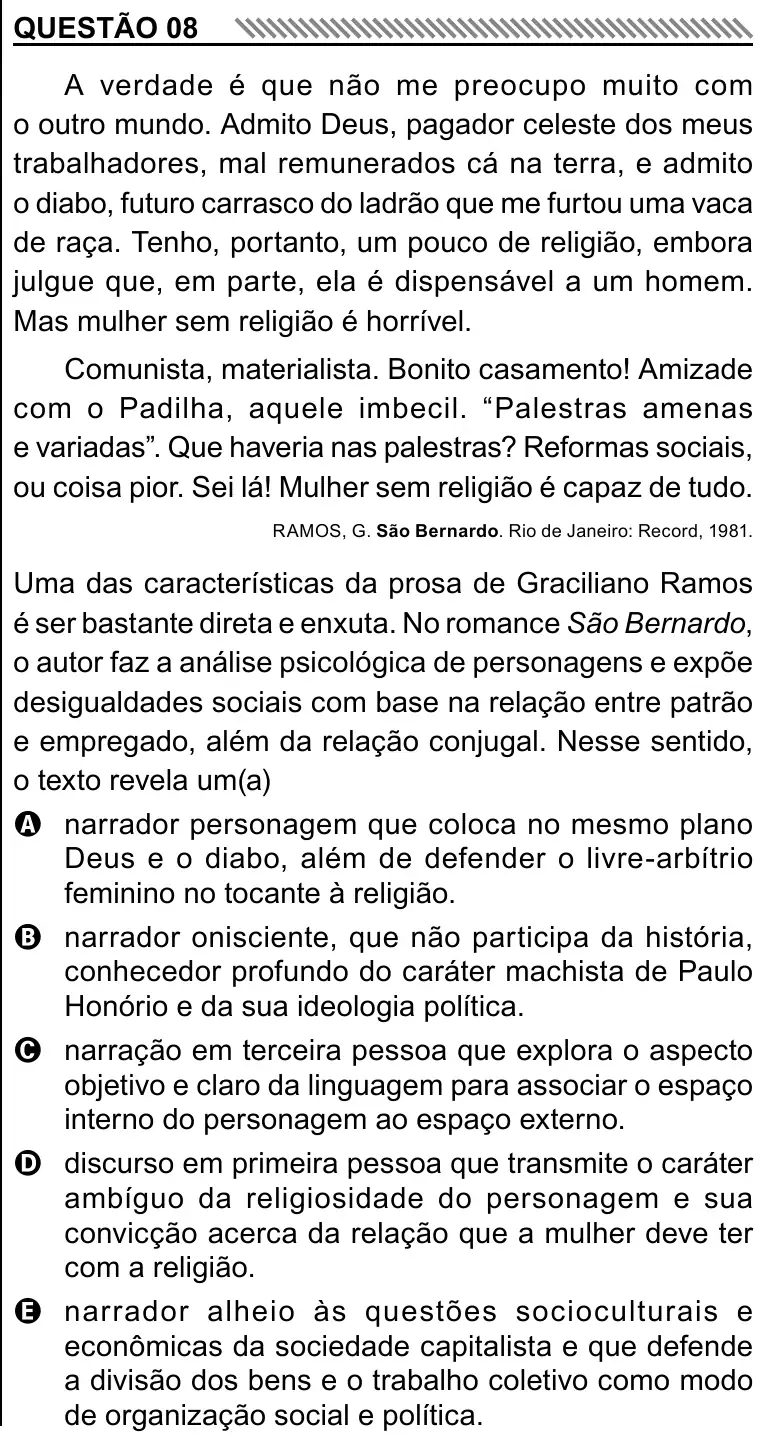 QUESTÃO 08
A verdade é que não me preocupo muito com
o outro mundo. Admito Deus, pagador celeste dos meus
trabalhadores, mal remunerados cá na terra, e admito
o diabo, futuro carrasco do ladrão que me furtou uma vaca
de raça. Tenho, portanto, um pouco de religião, embora
julgue que, em parte, ela é dispensável a um homem.
Mas mulher sem religião é horrível.
Comunista, materialista. Bonito casamento! Amizade
com o Padilha, aquele imbecil. “Palestras amenas
e variadas”. Que haveria nas palestras? Reformas sociais,
ou coisa pior. Sei lá! Mulher sem religião é capaz de tudo.
RAMOS, G. São Bernardo. Rio de Janeiro: Record, 1981.
Uma das características da prosa de Graciliano Ramos
é ser bastante direta e enxuta. No romance São Bernardo,
o autor faz a análise psicológica de personagens e expõe
desigualdades sociais com base na relação entre patrão
e empregado, além da relação conjugal. Nesse sentido,
o texto revela um(a)
A narrador personagem que coloca no mesmo plano
Deus e o diabo, além de defender o livre-arbítrio
feminino no tocante à religião.
B narrador onisciente, que não participa da história,
conhecedor profundo do caráter machista de Paulo
Honório e da sua ideologia política.
C narração em terceira pessoa que explora o aspecto
objetivo e claro da linguagem para associar o espaço
interno do personagem ao espaço externo.
D discurso em primeira pessoa que transmite o caráter
ambíguo da religiosidade do personagem e sua
convicção acerca da relação que a mulher deve ter
com a religião.
E narrador alheio às questões socioculturais e
econômicas da sociedade capitalista e que defende
a divisão dos bens e o trabalho coletivo como modo
de organização social e política.